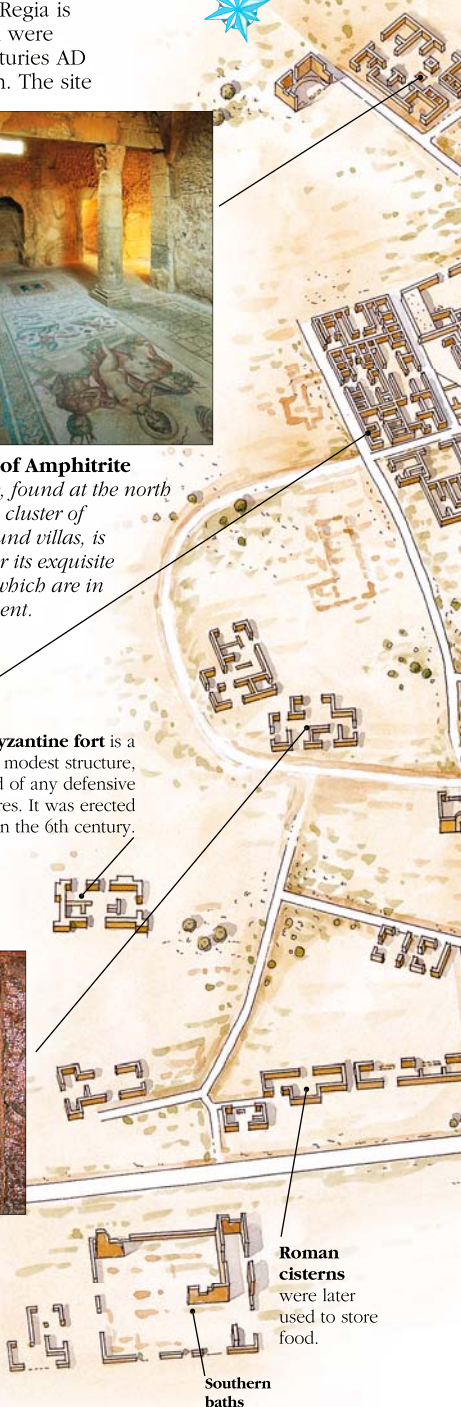 Regia is
were
turies AD
n. The site
of Amphitrite
, found at the north
cluster of
und villas, is
r its exquisite
which are in
ent.
yzantine fort is a
modest structure,
d of any defensive
res. It was erected
n the 6th century.
Roman
cisterns
were later
used to store
food.
Southern
baths